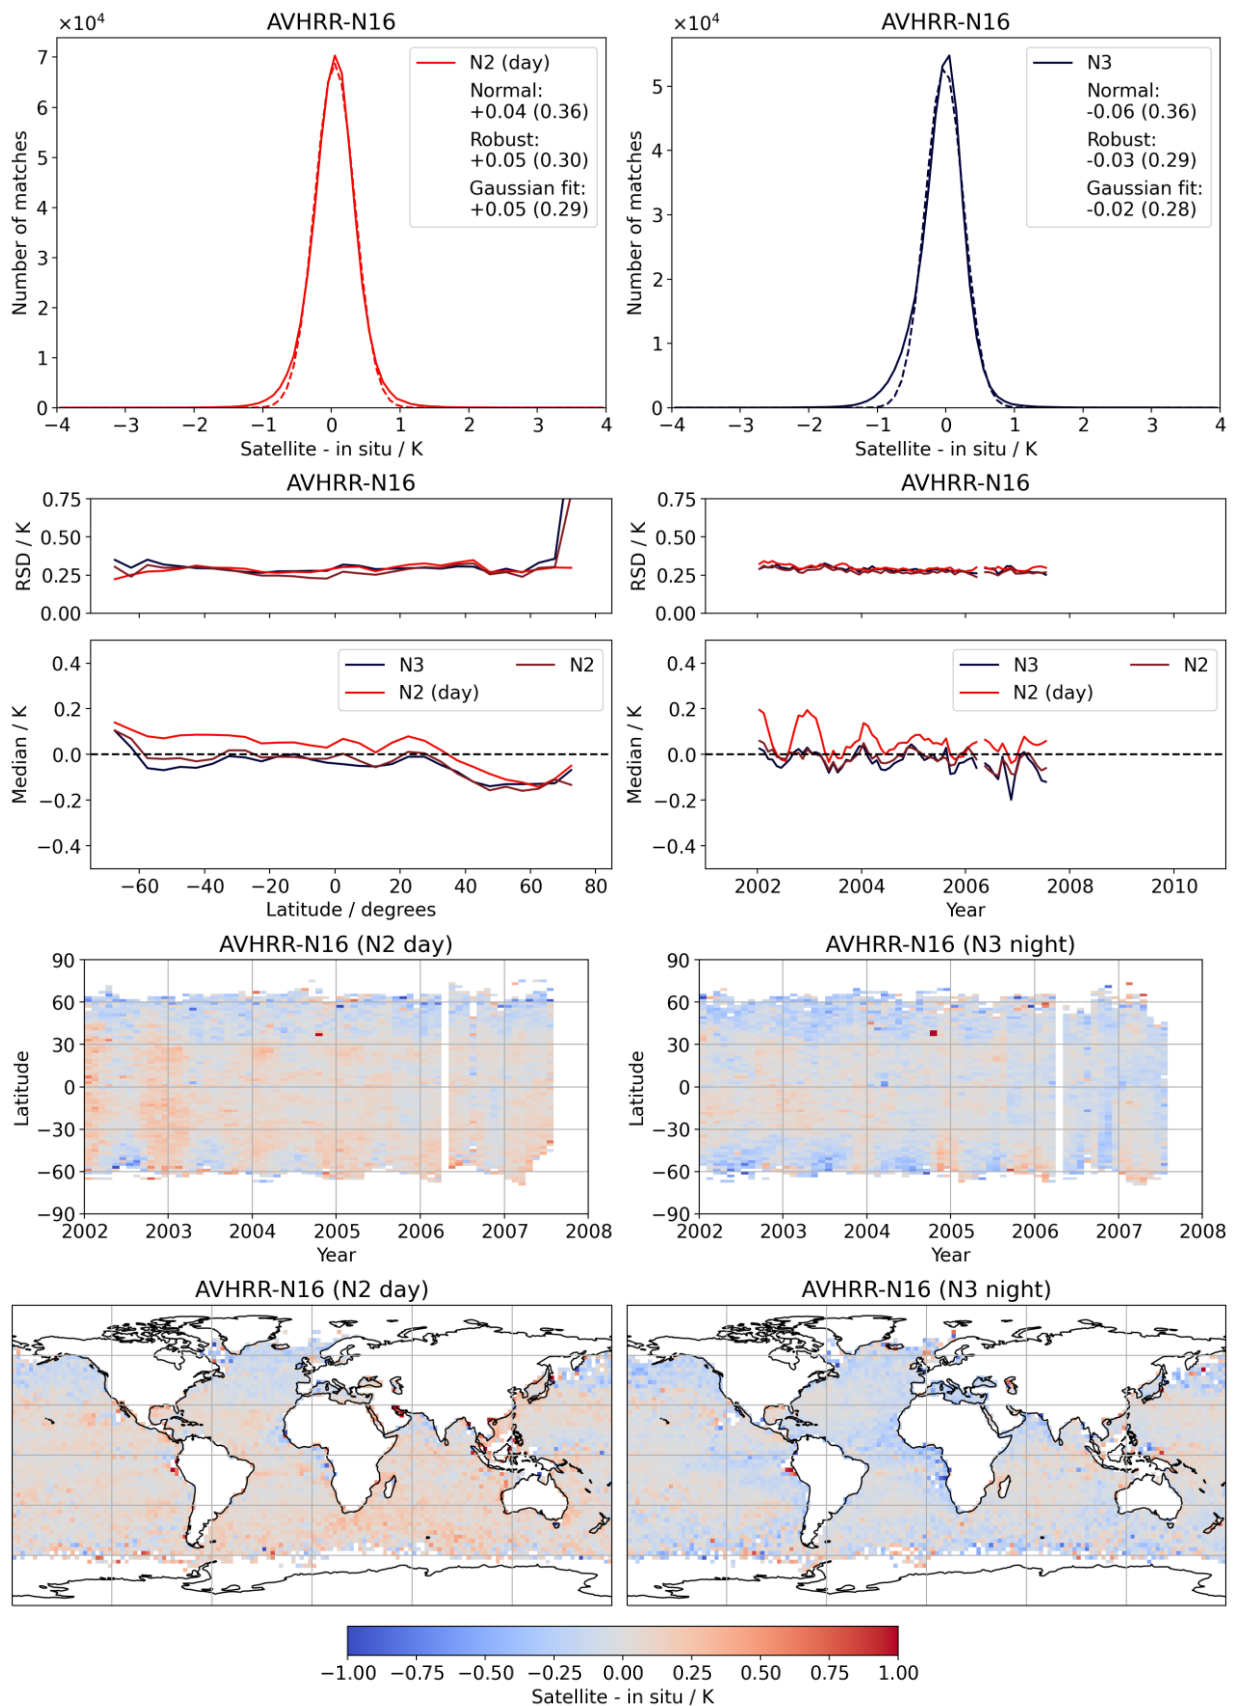 AVHRR-N16
×10⁴
N2 (day)
Normal:
+0.04 (0.36)
Robust:
+0.05 (0.30)
Gaussian fit:
+0.05 (0.29)
Number of matches
7
6
5
4
3
2
1
0
−4 −3 −2 −1 0 1 2 3 4
Satellite - in situ / K
AVHRR-N16
×10⁴
N3
Normal:
-0.06 (0.36)
Robust:
-0.03 (0.29)
Gaussian fit:
-0.02 (0.28)
Number of matches
5
4
3
2
1
0
−4 −3 −2 −1 0 1 2 3 4
Satellite - in situ / K
AVHRR-N16
RSD / K
0.75
0.50
0.25
0.00
Median / K
0.4
0.2
0.0
−0.2
−0.4
N3 N2
N2 (day)
−60 −40 −20 0 20 40 60 80
Latitude / degrees
AVHRR-N16
RSD / K
0.75
0.50
0.25
0.00
Median / K
0.4
0.2
0.0
−0.2
−0.4
N3 N2
N2 (day)
2002 2004 2006 2008 2010
Year
AVHRR-N16 (N2 day)
Latitude
90
60
30
0
−30
−60
−90
2002 2003 2004 2005 2006 2007 2008
Year
AVHRR-N16 (N3 night)
Latitude
90
60
30
0
−30
−60
−90
2002 2003 2004 2005 2006 2007 2008
Year
AVHRR-N16 (N2 day)
AVHRR-N16 (N3 night)
−1.00 −0.75 −0.50 −0.25 0.00 0.25 0.50 0.75 1.00
Satellite - in situ / K